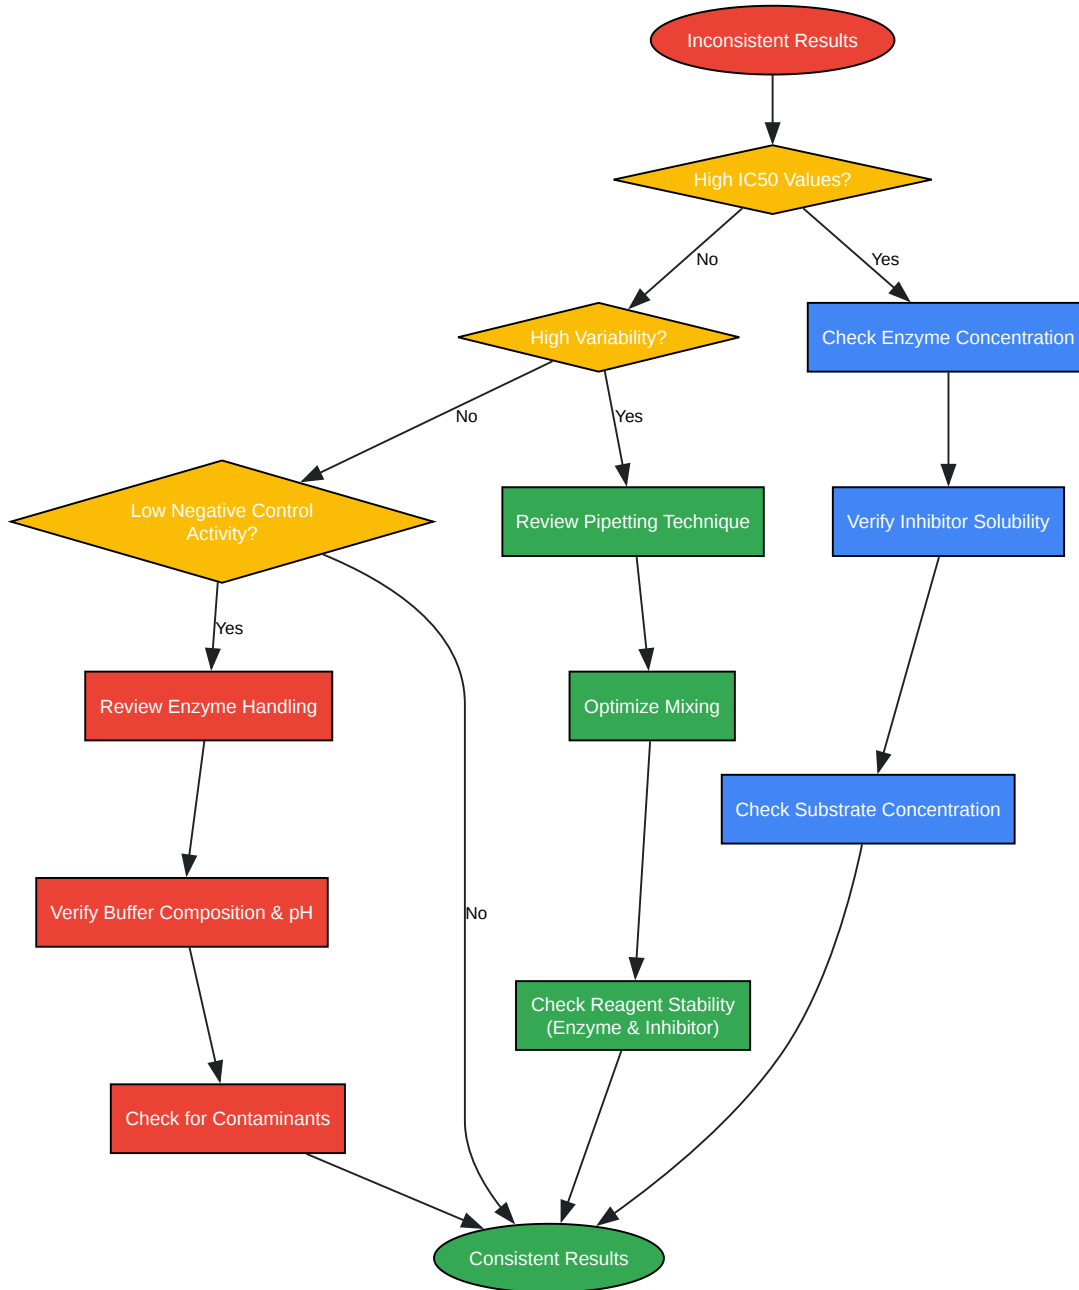 Inconsistent Results
High IC50 Values?
No
Yes
High Variability?
Check Enzyme Concentration
No
Yes
Low Negative Control
Activity?
Review Pipetting Technique
Verify Inhibitor Solubility
Yes
Review Enzyme Handling
Optimize Mixing
Check Substrate Concentration
Verify Buffer Composition & pH
No
Check Reagent Stability
(Enzyme & Inhibitor)
Check for Contaminants
Consistent Results